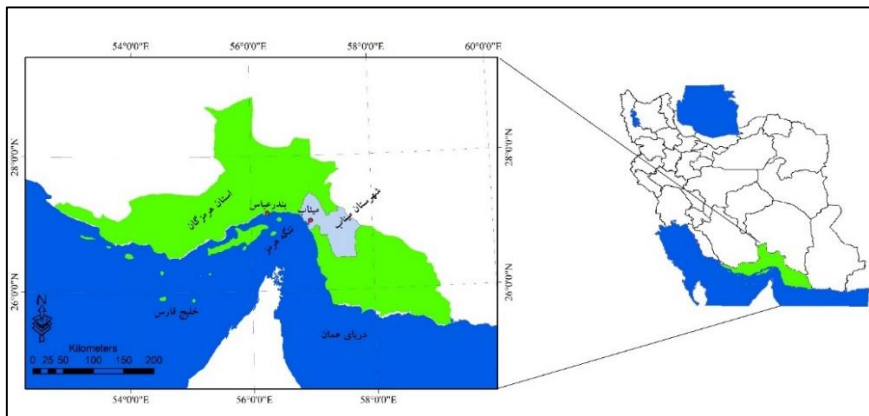 54°0'0"E 56°0'0"E 58°0'0"E 60°0'0"E
28°0'0"N 28°0'0"N
استان هرمزگان
بندرعباس
میناب
شهرستان میناب
تنگه هرمز
26°0'0"N 26°0'0"N
خلیج فارس
دریای عمان
N
Kilometers
0 25 50 100 150 200
54°0'0"E 56°0'0"E 58°0'0"E